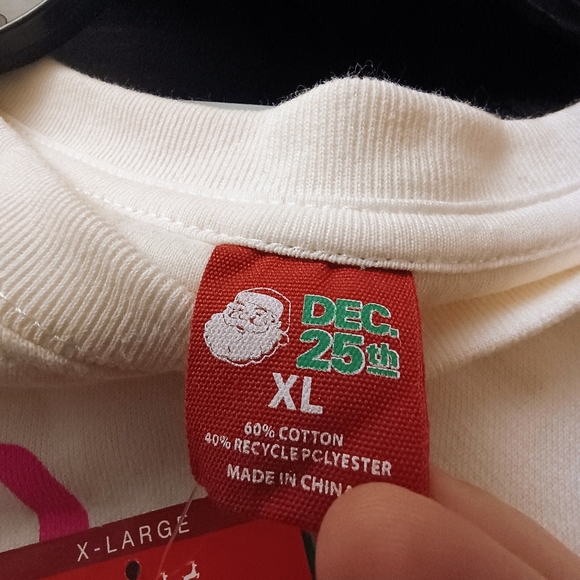 DEC.
25th
XL
60% COTTON
40% RECYCLE POLYESTER
MADE IN CHINA
X-LARGE